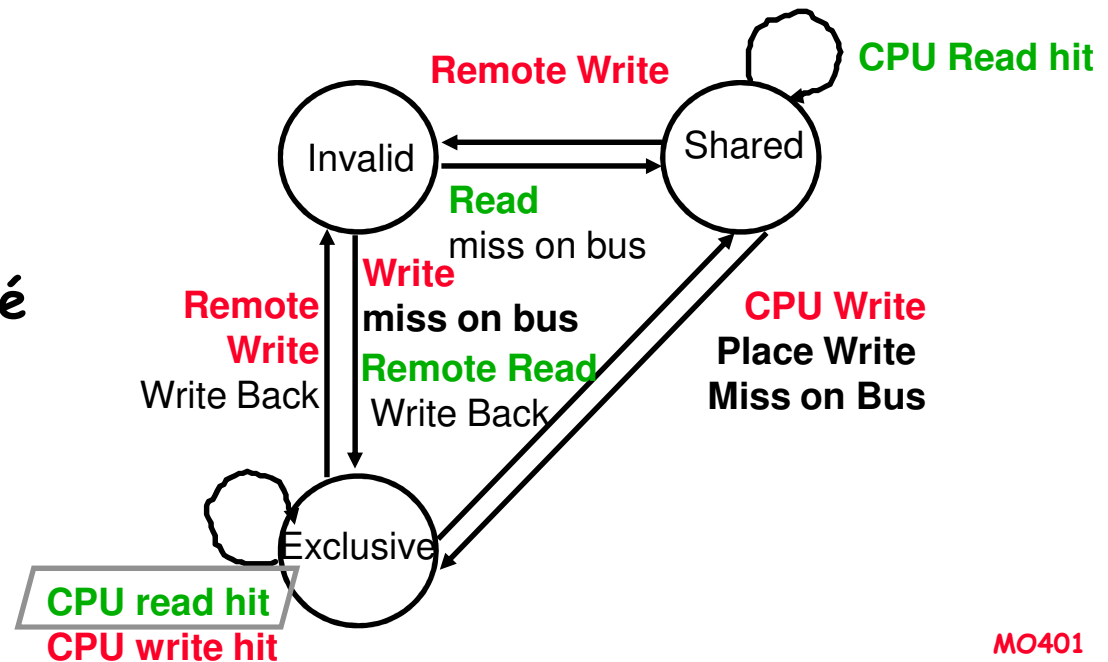 CPU Read hit
Remote Write
Invalid
Shared
Read
miss on bus
é
Remote
Write
Write Back
Write
miss on bus
Remote Read
Write Back
CPU Write
Place Write
Miss on Bus
Exclusive
CPU read hit
CPU write hit
MO401